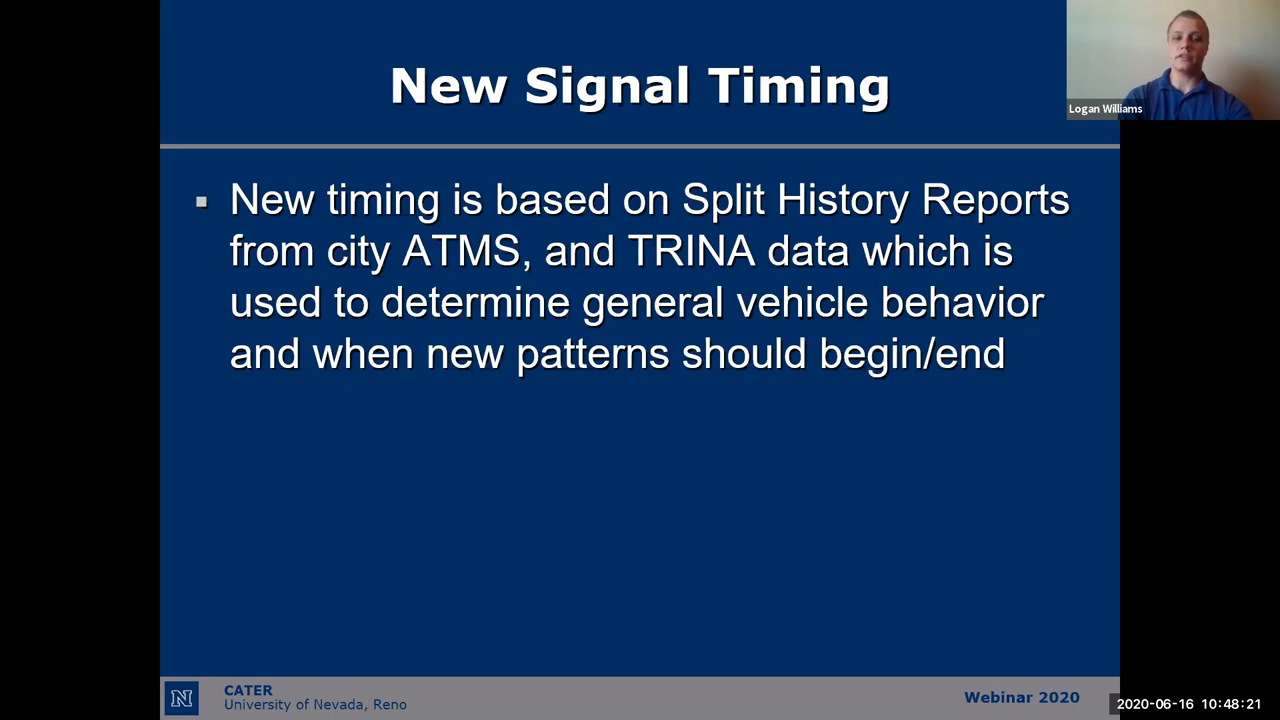 New Signal Timing
Logan Williams
New timing is based on Split History Reports
from city ATMS, and TRINA data which is
used to determine general vehicle behavior
and when new patterns should begin/end
N
CATER
University of Nevada, Reno
Webinar 2020
2020-06-16 10:48:21